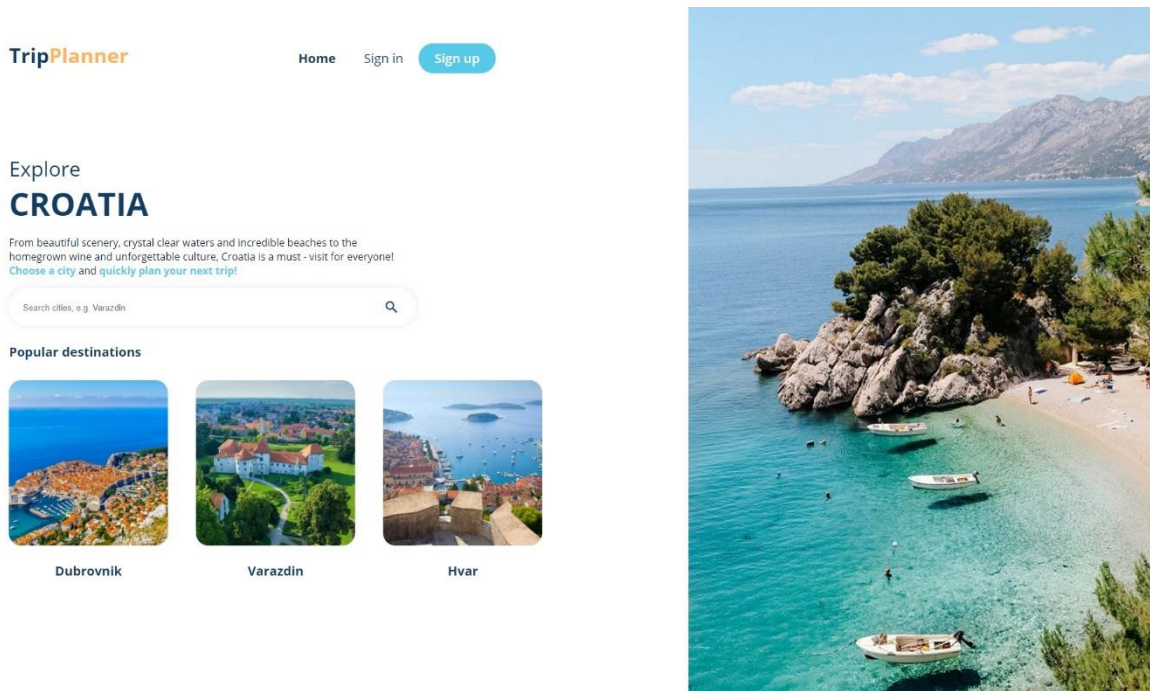 TripPlanner
Home Sign in Sign up
Explore
CROATIA
From beautiful scenery, crystal clear waters and incredible beaches to the
homegrown wine and unforgettable culture, Croatia is a must - visit for everyone!
Choose a city and quickly plan your next trip!
Search cities, e.g. Varazdin
Popular destinations
Dubrovnik
Varazdin
Hvar